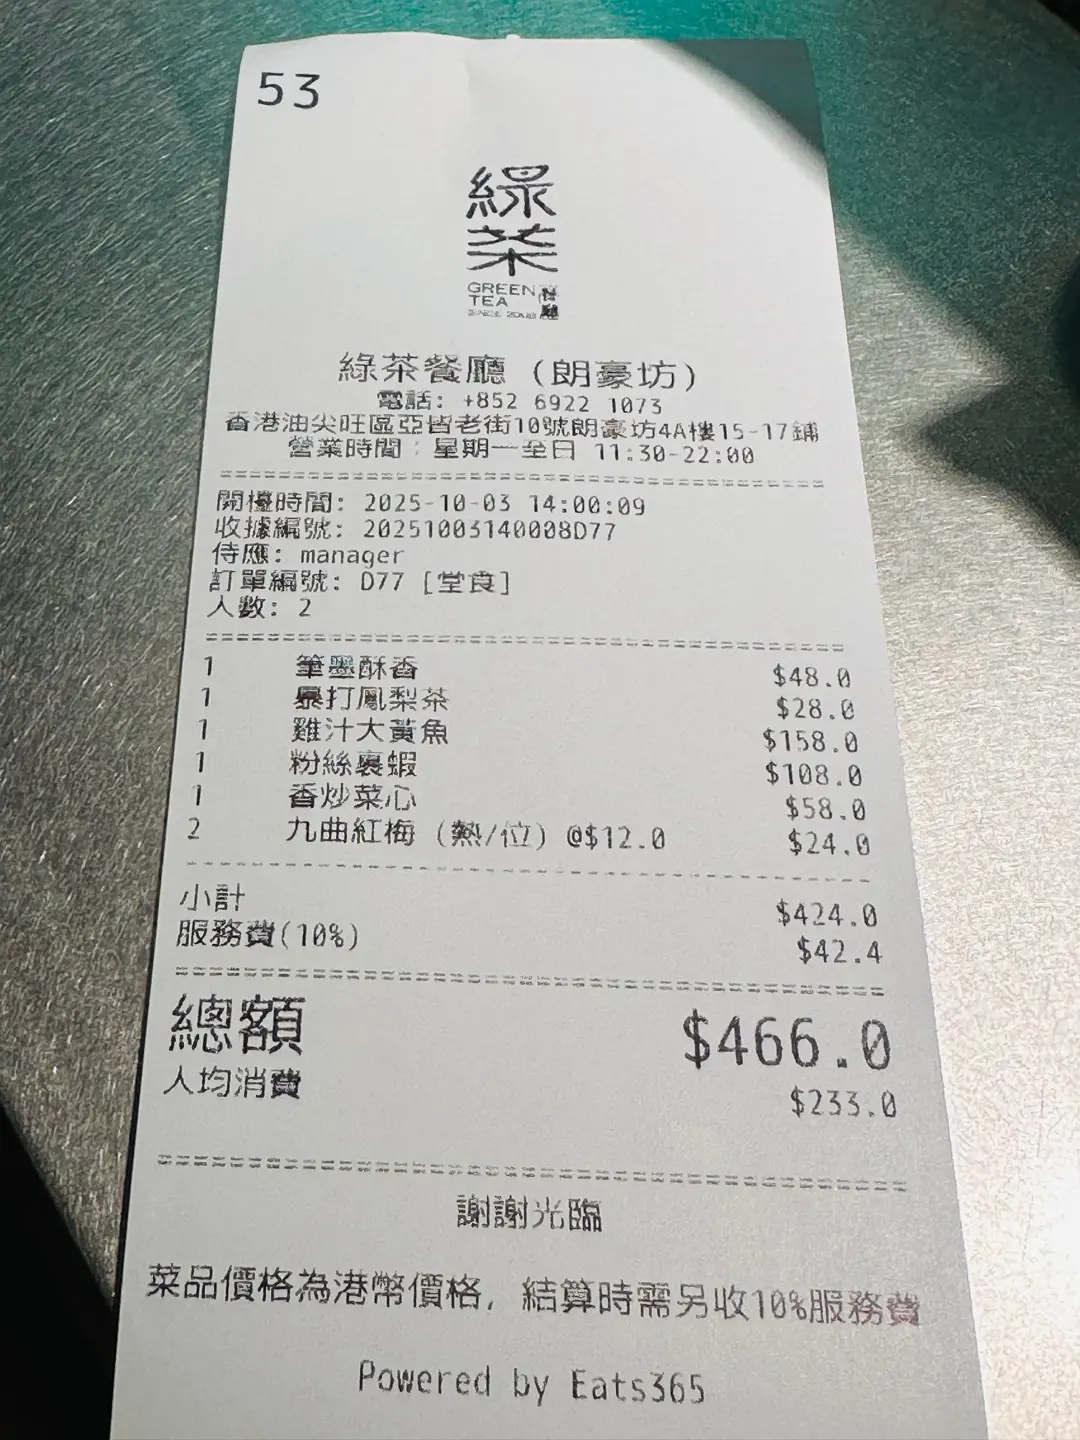 53
綠茶
GREEN TEA 餐廳
SINCE 2008
綠茶餐廳 (朗豪坊)
電話: +852 6922 1073
香港油尖旺區亞皆老街10號朗豪坊4A樓15-17鋪
營業時間：星期一至日 11:30-22:00
開檯時間: 2025-10-03 14:00:09
收據編號: 20251003140008D77
侍應: manager
訂單編號: D77 [堂食]
人數: 2
1 筆墨酥香 $48.0
1 暴打鳳梨茶 $28.0
1 雞汁大黃魚 $158.0
1 粉絲裹蝦 $108.0
1 香炒菜心 $58.0
2 九曲紅梅 (熱/位) @$12.0 $24.0
小計 $424.0
服務費(10%) $42.4
總額 $466.0
人均消費 $233.0
謝謝光臨
菜品價格為港幣價格, 結算時需另收10%服務費
Powered by Eats365